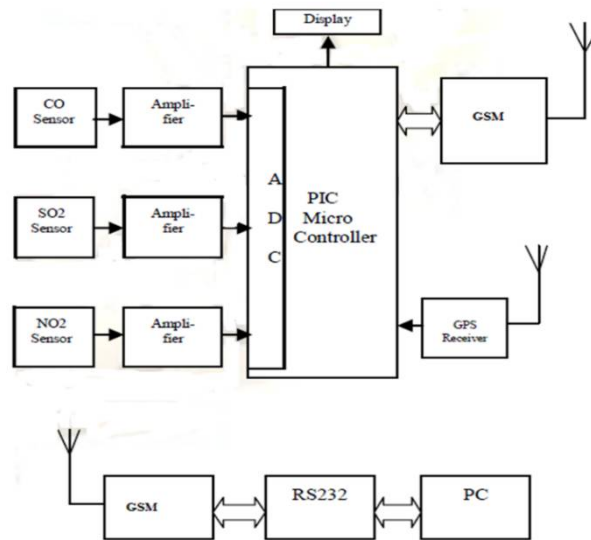 Display
CO
Sensor
Ampli-
fier
GSM
A
D
C
PIC
Micro
Controller
SO2
Sensor
Ampli-
fier
NO2
Sensor
Ampli-
fier
GPS
Receiver
GSM
RS232
PC